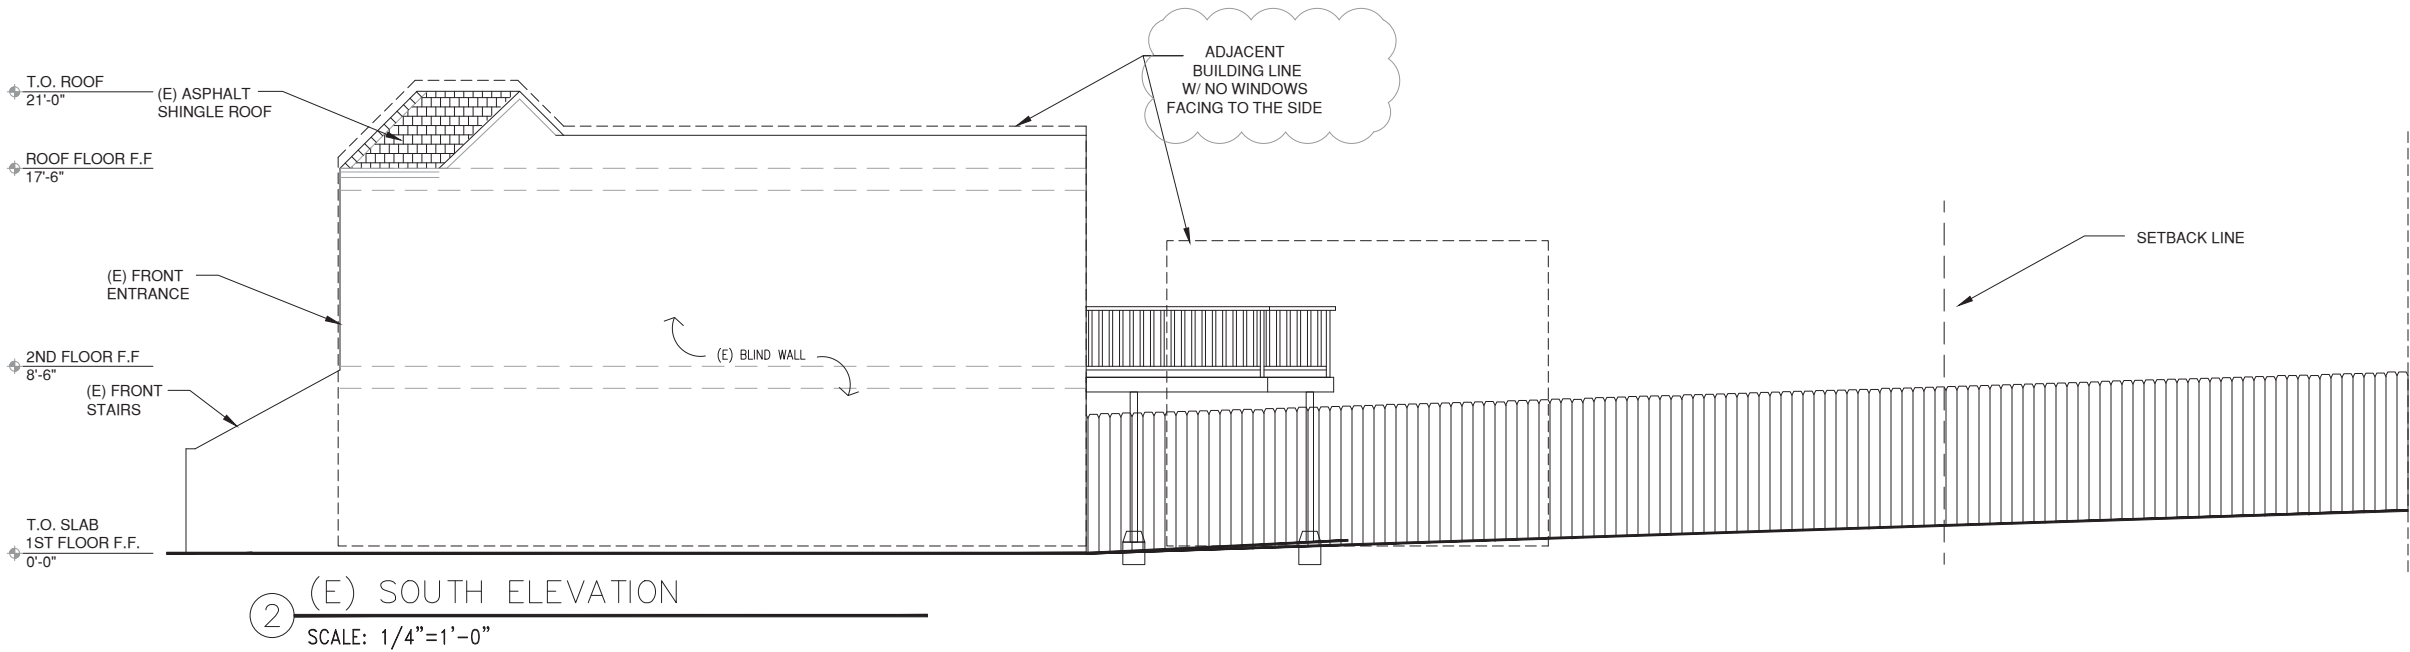 ADJACENT
BUILDING LINE
W/ NO WINDOWS
FACING TO THE SIDE
T.O. ROOF
21'-0"
(E) ASPHALT
SHINGLE ROOF
ROOF FLOOR F.F
17'-6"
SETBACK LINE
(E) FRONT
ENTRANCE
2ND FLOOR F.F
8'-6"
(E) BLIND WALL
(E) FRONT
STAIRS
T.O. SLAB
1ST FLOOR F.F.
0'-0"
2
(E) SOUTH ELEVATION
SCALE: 1/4"=1'-0"